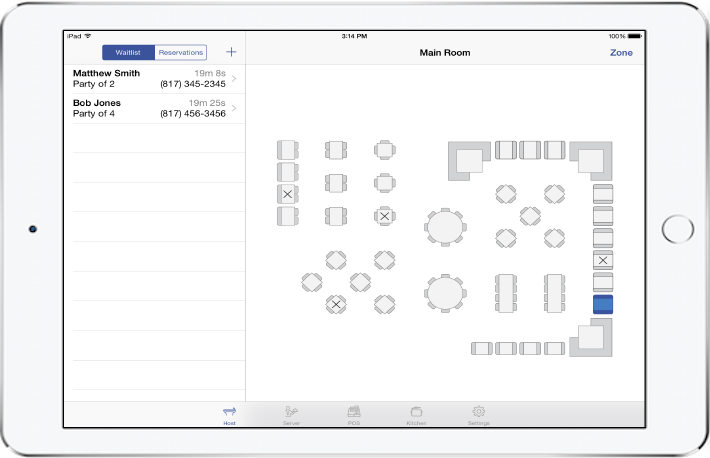 iPad
3:14 PM
100%
Waitlist
Reservations
+
Main Room
Zone
Matthew Smith
19m 8s
Party of 2
(817) 345-2345
Bob Jones
19m 25s
Party of 4
(817) 456-3456
Host
Server
POS
Kitchen
Settings